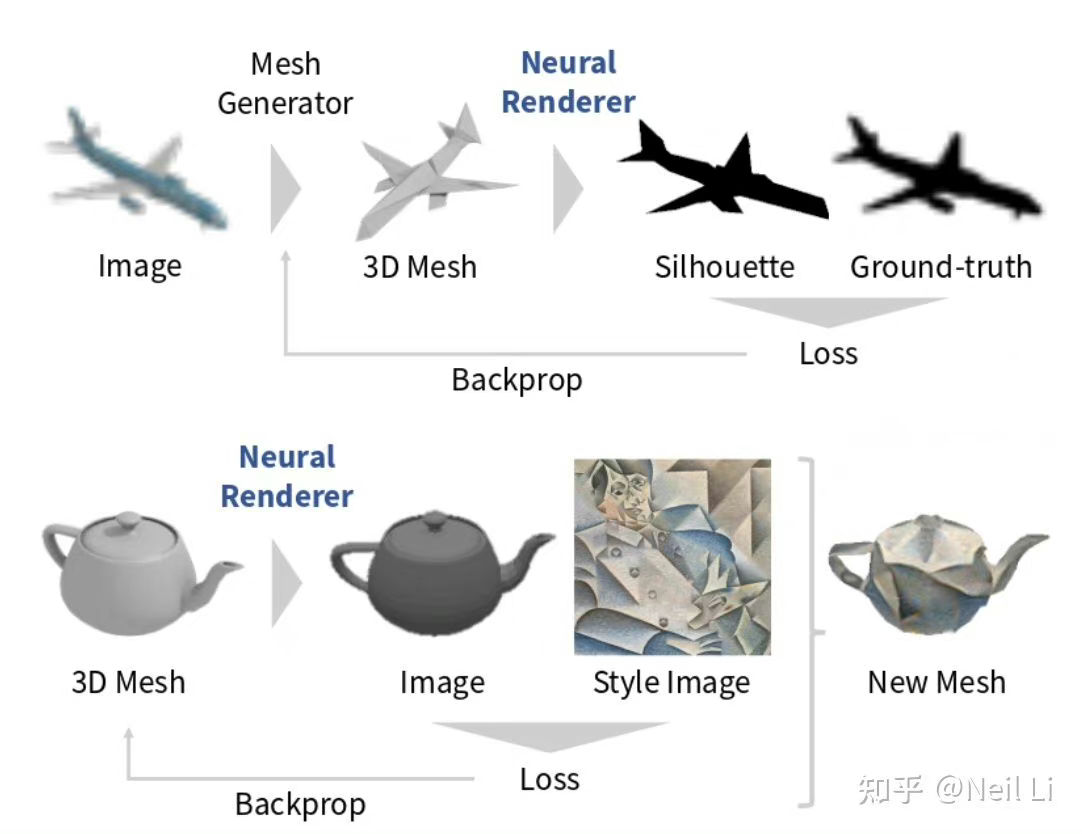 Mesh
Generator
Neural
Renderer
Image
3D Mesh
Silhouette
Ground-truth
Loss
Backprop
Neural
Renderer
3D Mesh
Image
Style Image
New Mesh
Loss
Backprop
知乎 @Neil Li